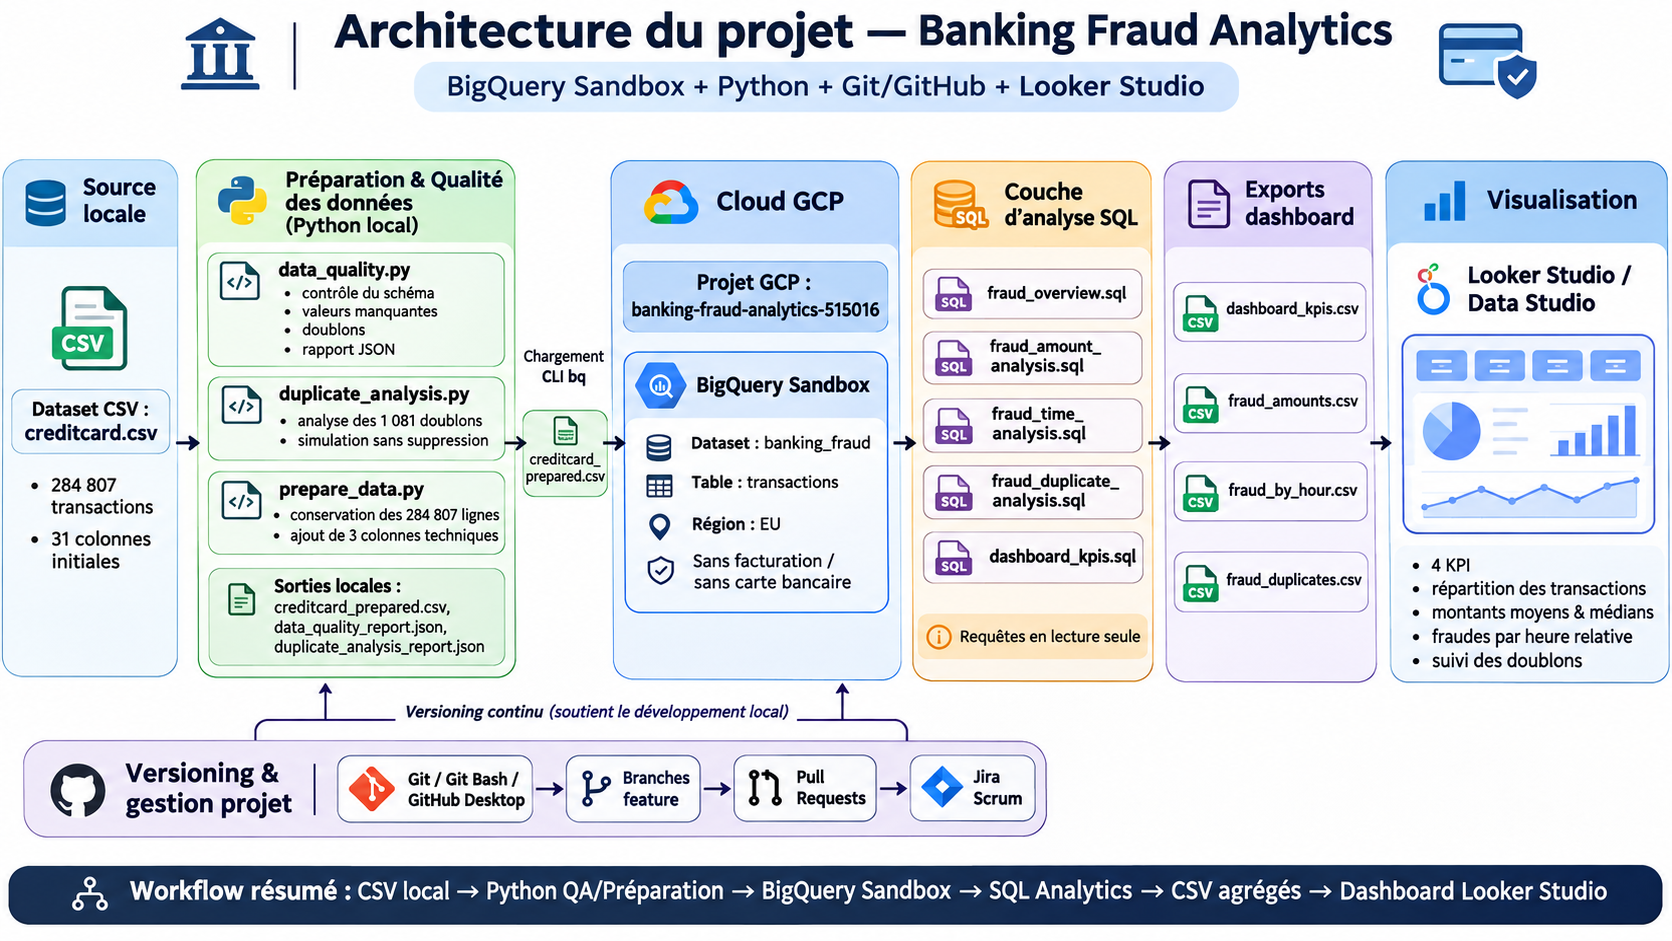 Architecture du projet — Banking Fraud Analytics
BigQuery Sandbox + Python + Git/GitHub + Looker Studio
Source
locale
CSV
Dataset CSV :
creditcard.csv
• 284 807
transactions
• 31 colonnes
initiales
Préparation & Qualité
des données
(Python local)
</>
data_quality.py
• contrôle du schéma
• valeurs manquantes
• doublons
• rapport JSON
</>
duplicate_analysis.py
• analyse des 1 081 doublons
• simulation sans suppression
</>
prepare_data.py
• conservation des 284 807 lignes
• ajout de 3 colonnes techniques
Sorties locales :
creditcard_prepared.csv,
data_quality_report.json,
duplicate_analysis_report.json
Chargement
CLI bq
creditcard_
prepared.csv
Cloud GCP
Projet GCP :
banking-fraud-analytics-515016
BigQuery Sandbox
Dataset : banking_fraud
Table : transactions
Région : EU
Sans facturation /
sans carte bancaire
SQL
Couche
d'analyse SQL
SQL
fraud_overview.sql
SQL
fraud_amount_
analysis.sql
SQL
fraud_time_
analysis.sql
SQL
fraud_duplicate_
analysis.sql
SQL
dashboard_kpis.sql
Requêtes en lecture seule
Exports
dashboard
CSV
dashboard_kpis.csv
CSV
fraud_amounts.csv
CSV
fraud_by_hour.csv
CSV
fraud_duplicates.csv
Visualisation
Looker Studio /
Data Studio
• 4 KPI
• répartition des transactions
• montants moyens & médians
• fraudes par heure relative
• suivi des doublons
Versioning continu (soutient le développement local)
Versioning &
gestion projet
Git / Git Bash /
GitHub Desktop
Branches
feature
Pull
Requests
Jira
Scrum
Workflow résumé : CSV local → Python QA/Préparation → BigQuery Sandbox → SQL Analytics → CSV agrégés → Dashboard Looker Studio